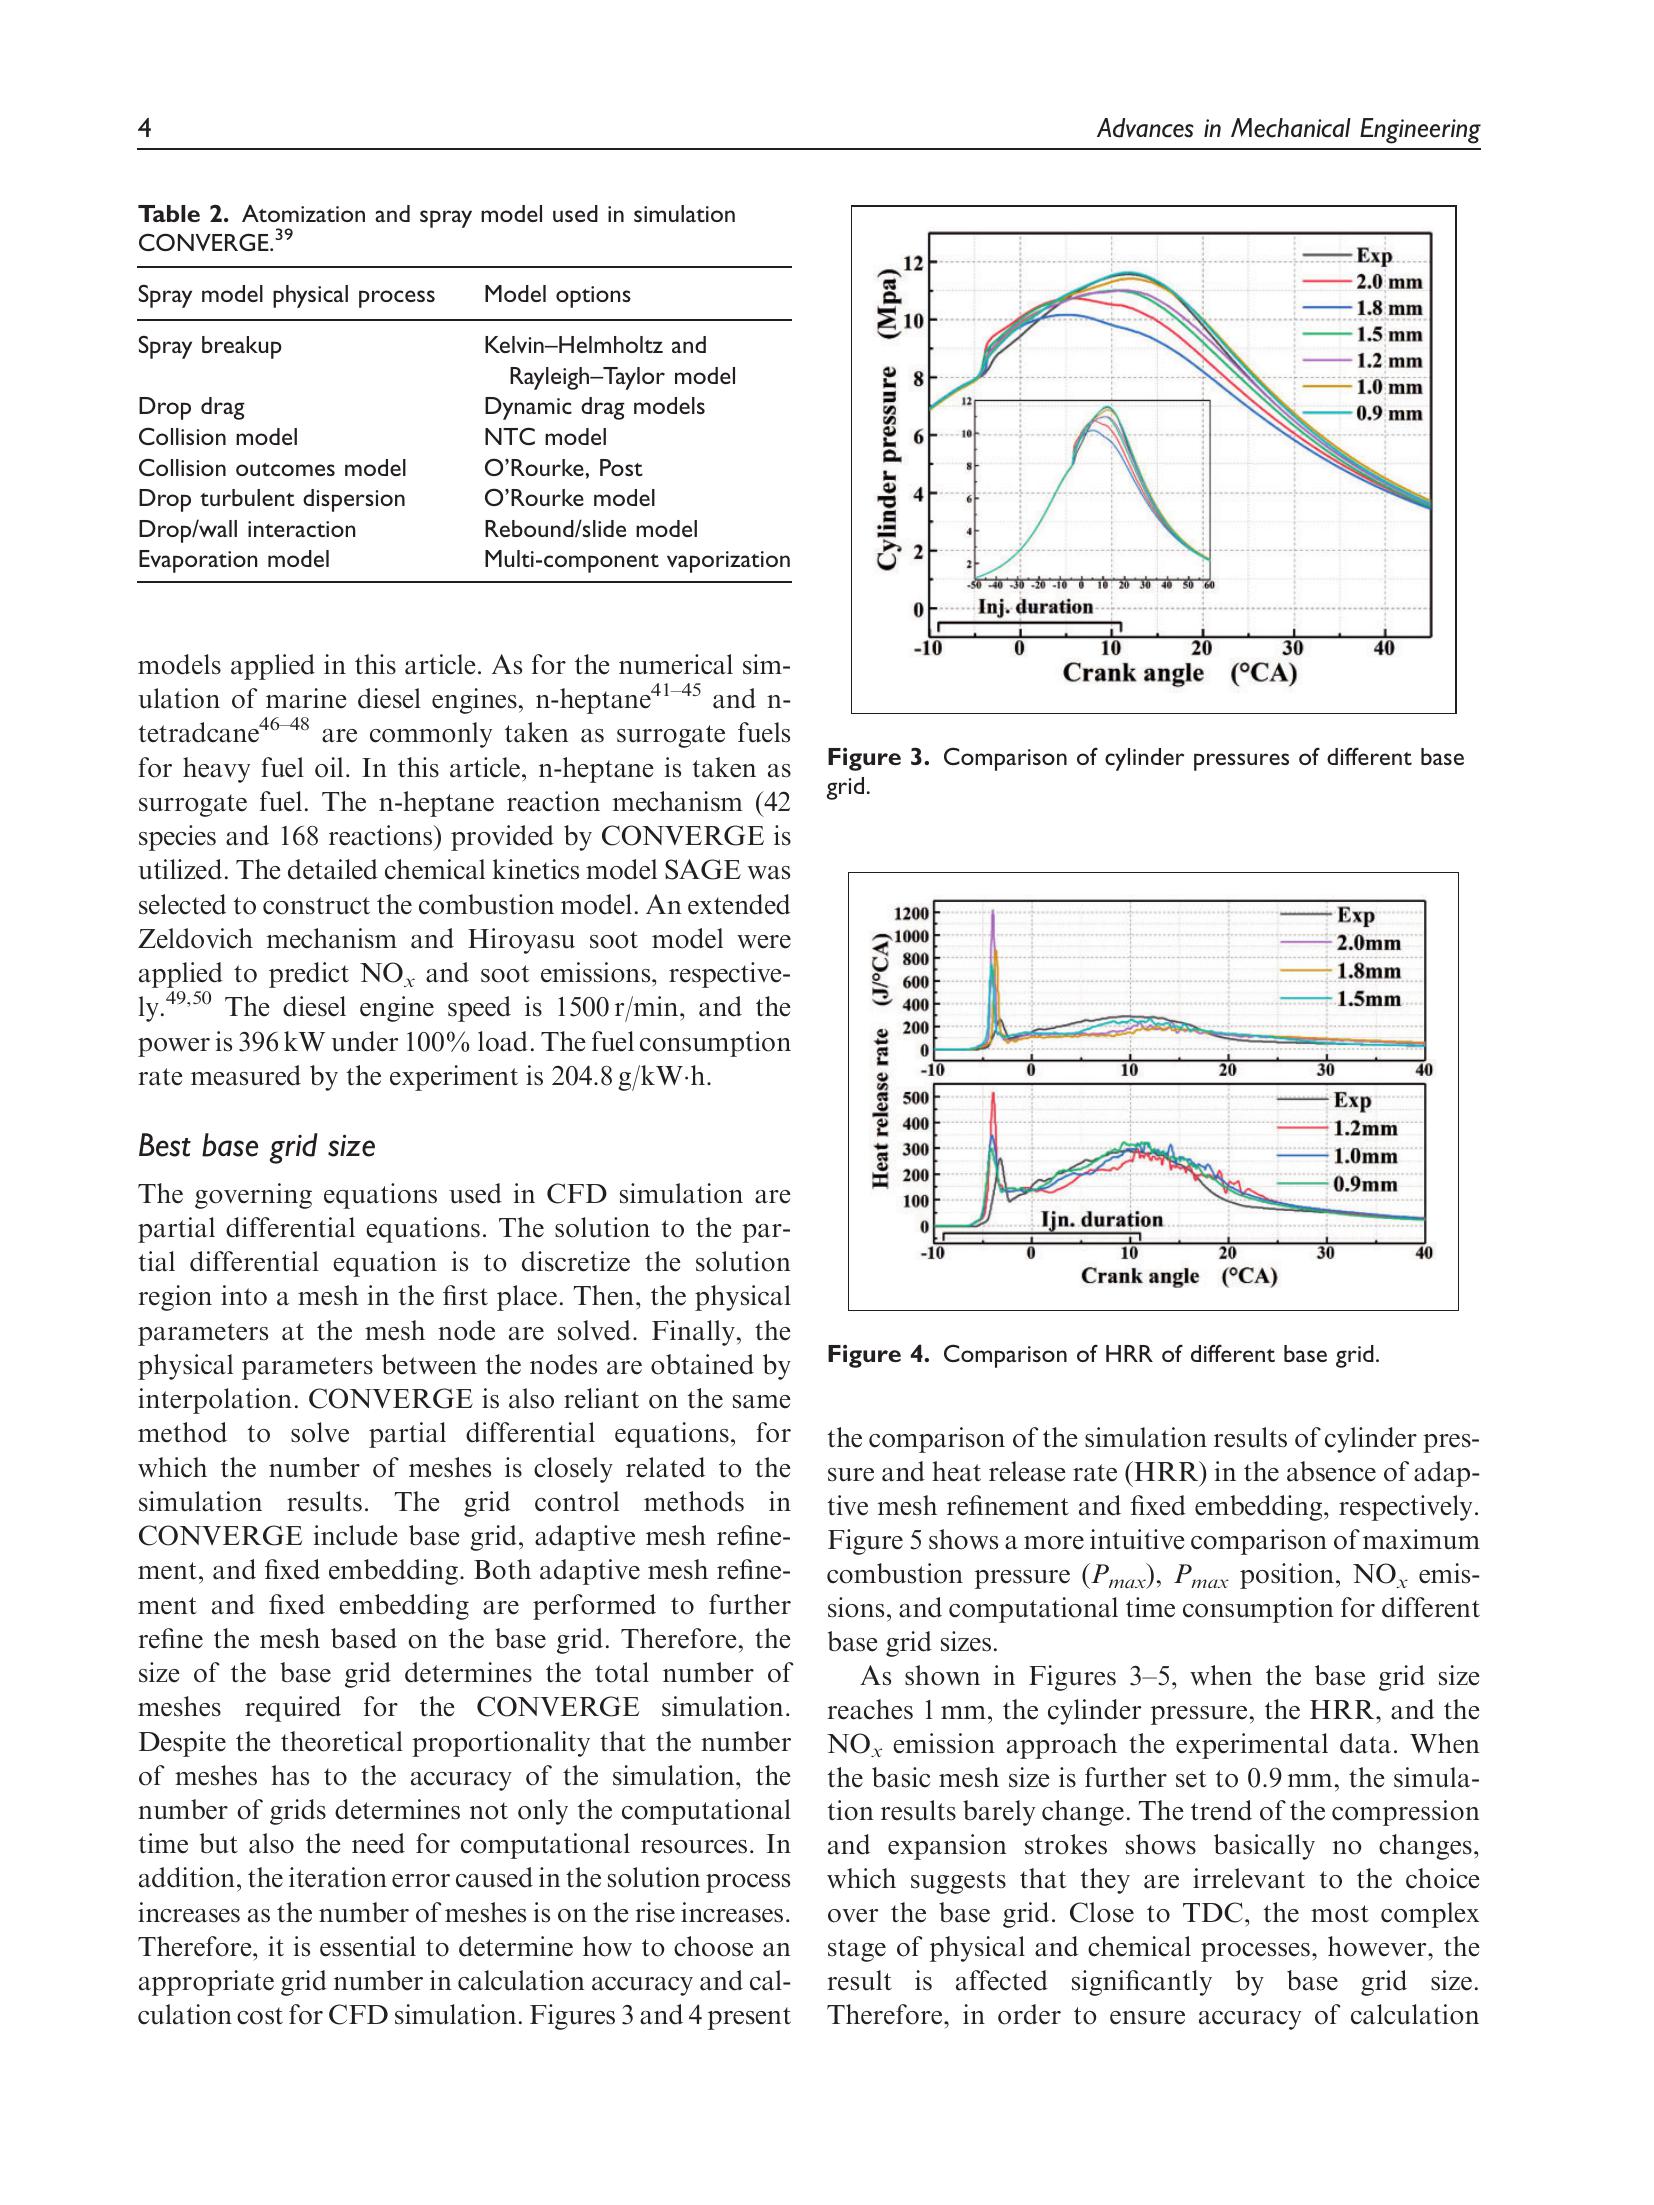 4
Advances in Mechanical Engineering
Table 2. Atomization and spray model used in simulation
CONVERGE.39
Spray model physical process Model options
Spray breakup Kelvin–Helmholtz and
Rayleigh–Taylor model
Drop drag Dynamic drag models
Collision model NTC model
Collision outcomes model O'Rourke, Post
Drop turbulent dispersion O'Rourke model
Drop/wall interaction Rebound/slide model
Evaporation model Multi-component vaporization
models applied in this article. As for the numerical sim-
ulation of marine diesel engines, n-heptane41–45 and n-
tetradcane46–48 are commonly taken as surrogate fuels
for heavy fuel oil. In this article, n-heptane is taken as
surrogate fuel. The n-heptane reaction mechanism (42
species and 168 reactions) provided by CONVERGE is
utilized. The detailed chemical kinetics model SAGE was
selected to construct the combustion model. An extended
Zeldovich mechanism and Hiroyasu soot model were
applied to predict NOx and soot emissions, respective-
ly.49,50 The diesel engine speed is 1500 r/min, and the
power is 396 kW under 100% load. The fuel consumption
rate measured by the experiment is 204.8 g/kW·h.
Best base grid size
The governing equations used in CFD simulation are
partial differential equations. The solution to the par-
tial differential equation is to discretize the solution
region into a mesh in the first place. Then, the physical
parameters at the mesh node are solved. Finally, the
physical parameters between the nodes are obtained by
interpolation. CONVERGE is also reliant on the same
method to solve partial differential equations, for
which the number of meshes is closely related to the
simulation results. The grid control methods in
CONVERGE include base grid, adaptive mesh refine-
ment, and fixed embedding. Both adaptive mesh refine-
ment and fixed embedding are performed to further
refine the mesh based on the base grid. Therefore, the
size of the base grid determines the total number of
meshes required for the CONVERGE simulation.
Despite the theoretical proportionality that the number
of meshes has to the accuracy of the simulation, the
number of grids determines not only the computational
time but also the need for computational resources. In
addition, the iteration error caused in the solution process
increases as the number of meshes is on the rise increases.
Therefore, it is essential to determine how to choose an
appropriate grid number in calculation accuracy and cal-
culation cost for CFD simulation. Figures 3 and 4 present
Cylinder pressure (Mpa)
12
10
8
6
4
2
0
Exp
2.0 mm
1.8 mm
1.5 mm
1.2 mm
1.0 mm
0.9 mm
12
10
8
6
4
2
-50 -40 -30 -20 -10 0 10 20 30 40 50 60
Inj. duration
-10 0 10 20 30 40
Crank angle (°CA)
Figure 3. Comparison of cylinder pressures of different base
grid.
Heat release rate (J/°CA)
1200
1000
800
600
400
200
0
Exp
2.0mm
1.8mm
1.5mm
-10 0 10 20 30 40
500
400
300
200
100
0
Exp
1.2mm
1.0mm
0.9mm
Ijn. duration
-10 0 10 20 30 40
Crank angle (°CA)
Figure 4. Comparison of HRR of different base grid.
the comparison of the simulation results of cylinder pres-
sure and heat release rate (HRR) in the absence of adap-
tive mesh refinement and fixed embedding, respectively.
Figure 5 shows a more intuitive comparison of maximum
combustion pressure (Pmax), Pmax position, NOx emis-
sions, and computational time consumption for different
base grid sizes.
As shown in Figures 3–5, when the base grid size
reaches 1 mm, the cylinder pressure, the HRR, and the
NOx emission approach the experimental data. When
the basic mesh size is further set to 0.9 mm, the simula-
tion results barely change. The trend of the compression
and expansion strokes shows basically no changes,
which suggests that they are irrelevant to the choice
over the base grid. Close to TDC, the most complex
stage of physical and chemical processes, however, the
result is affected significantly by base grid size.
Therefore, in order to ensure accuracy of calculation